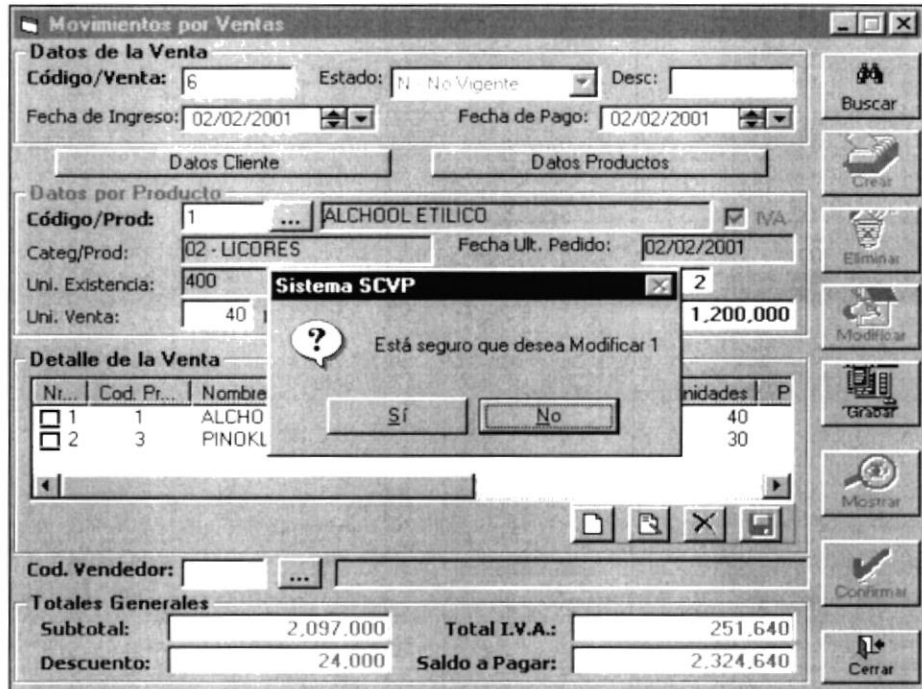 Movimientos por Ventas
Datos de la Venta
Código/Venta: 6 Estado: N - No Vigente Desc:
Fecha de Ingreso: 02/02/2001 Fecha de Pago: 02/02/2001
Datos Cliente Datos Productos
Datos por Producto
Código/Prod: 1 ... ALCHOOL ETILICO IVA
Categ/Prod: 02 - LICORES Fecha Ult. Pedido: 02/02/2001
Uni. Existencia: 400 2
Uni. Venta: 40 1,200,000
Sistema SCVP
Está seguro que desea Modificar 1
Sí No
Detalle de la Venta
Nr... Cod. Pr... Nombre nidades P
1 1 ALCHO 40
2 3 PINOKL 30
Cod. Vendedor: ...
Totales Generales
Subtotal: 2,097,000 Total I.V.A.: 251,640
Descuento: 24,000 Saldo a Pagar: 2,324,640
Buscar
Crear
Eliminar
Modificar
Grabar
Mostrar
Confirmar
Cerrar